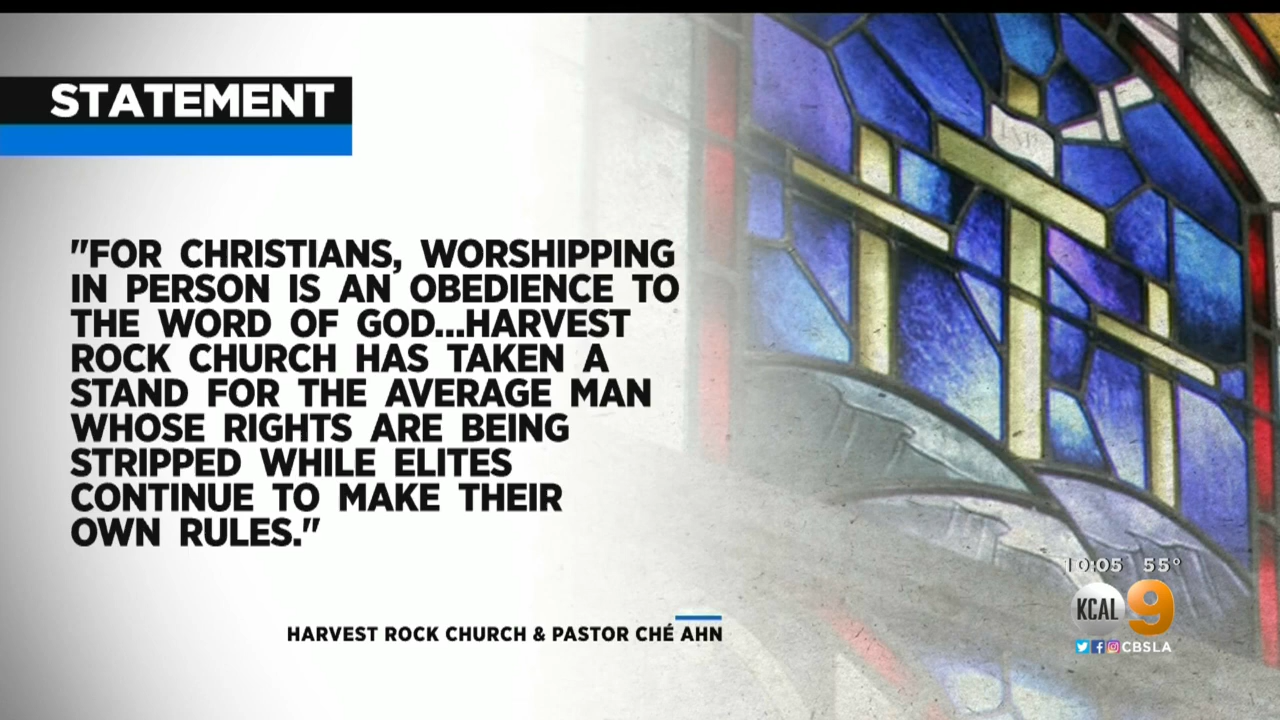 STATEMENT
"FOR CHRISTIANS, WORSHIPPING
IN PERSON IS AN OBEDIENCE TO
THE WORD OF GOD...HARVEST
ROCK CHURCH HAS TAKEN A
STAND FOR THE AVERAGE MAN
WHOSE RIGHTS ARE BEING
STRIPPED WHILE ELITES
CONTINUE TO MAKE THEIR
OWN RULES."
HARVEST ROCK CHURCH & PASTOR CHÉ AHN
10:05 55°
KCAL 9
CBSLA